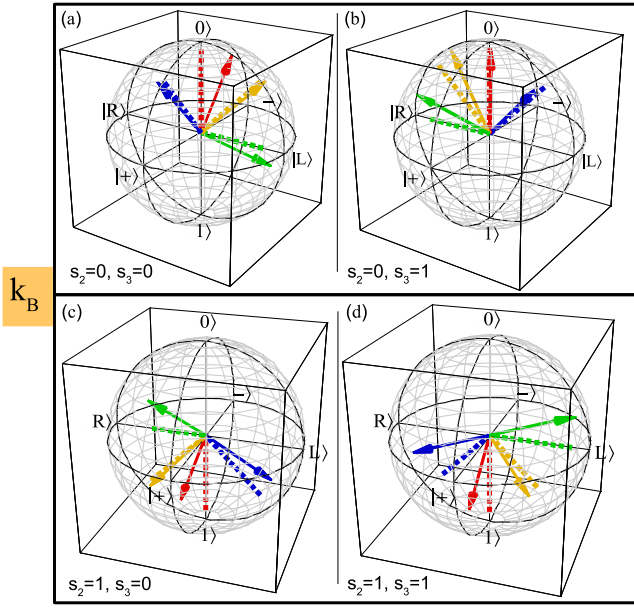 (a)
0⟩
|R⟩
−⟩
|L⟩
|+⟩
1⟩
s2=0, s3=0
(b)
0⟩
|R⟩
−⟩
|L⟩
|+⟩
1⟩
s2=0, s3=1
kB
(c)
0⟩
−⟩
R⟩
L⟩
|+⟩
1⟩
s2=1, s3=0
(d)
0⟩
−⟩
R⟩
L⟩
|+⟩
1⟩
s2=1, s3=1